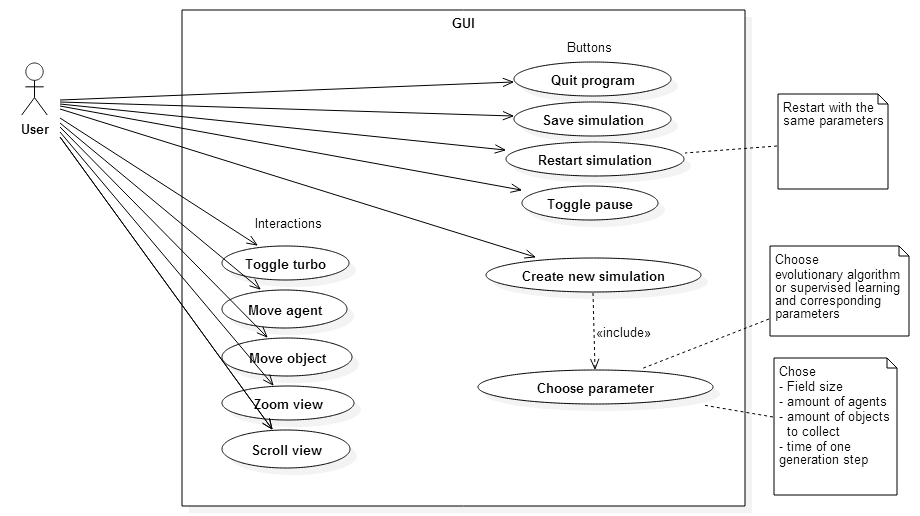 GUI
Buttons
Quit program
User
Save simulation
Restart simulation
Restart with the
same parameters
Toggle pause
Interactions
Toggle turbo
Create new simulation
Move agent
Choose
evolutionary algorithm
or supervised learning
and corresponding
parameters
«include»
Move object
Choose parameter
Zoom view
Scroll view
Chose
- Field size
- amount of agents
- amount of objects
to collect
- time of one
generation step